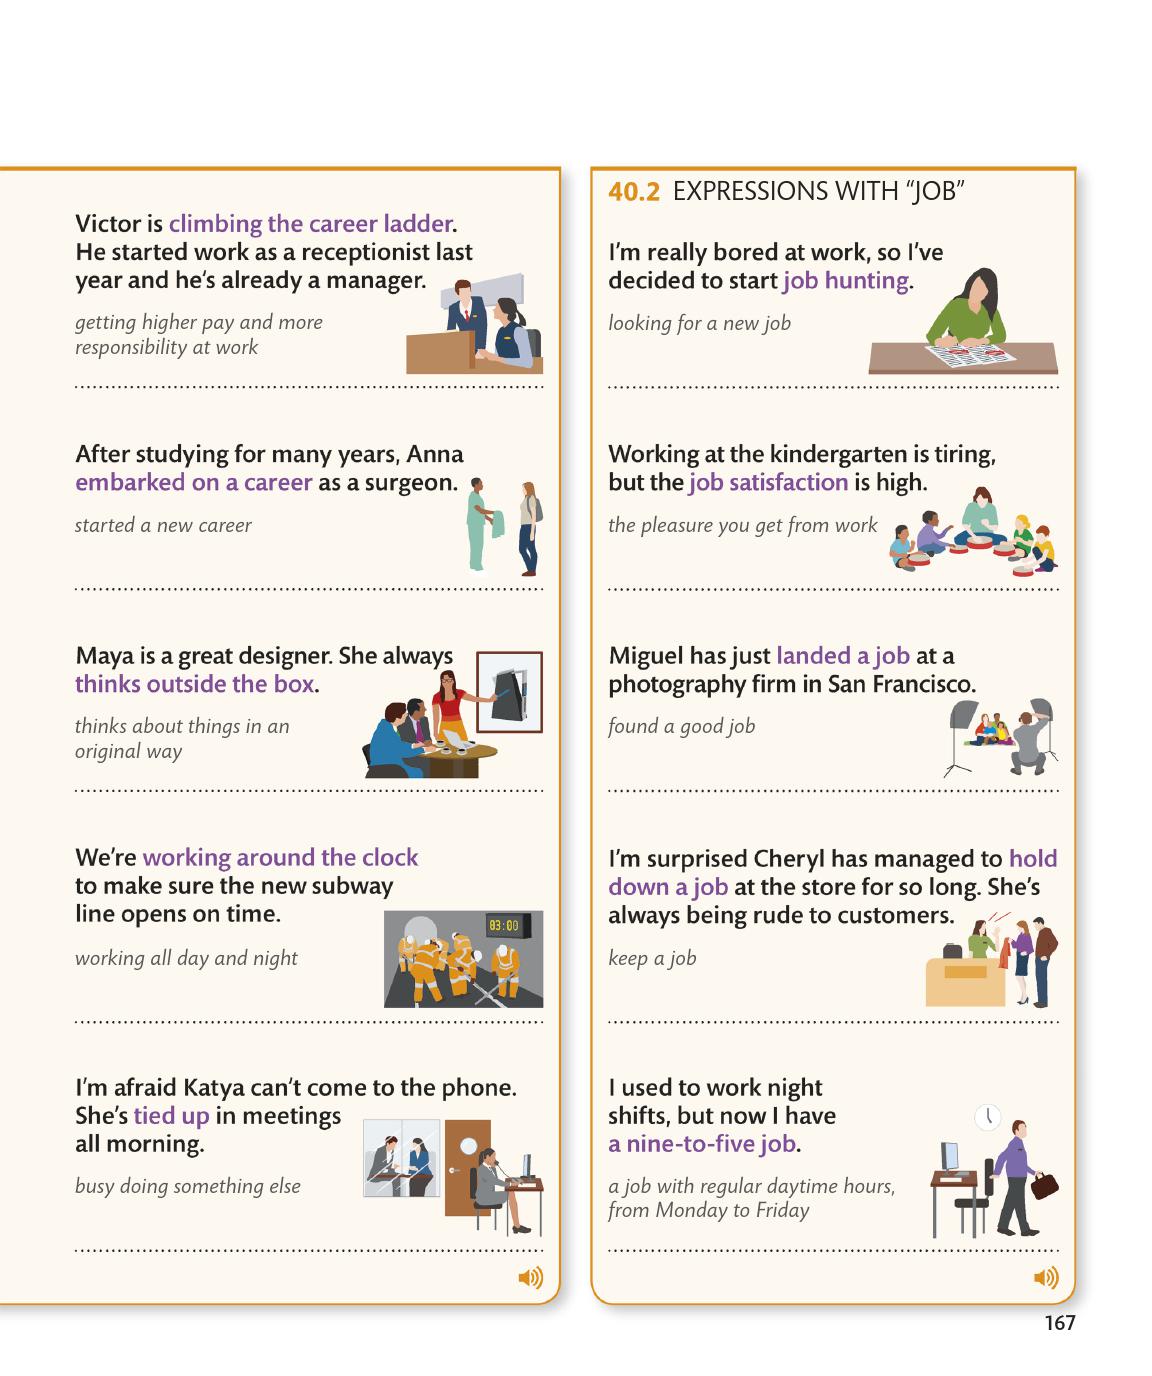 Victor is climbing the career ladder.
He started work as a receptionist last
year and he's already a manager.
getting higher pay and more
responsibility at work
After studying for many years, Anna
embarked on a career as a surgeon.
started a new career
Maya is a great designer. She always
thinks outside the box.
thinks about things in an
original way
We're working around the clock
to make sure the new subway
line opens on time.
03:00
working all day and night
I'm afraid Katya can't come to the phone.
She's tied up in meetings
all morning.
busy doing something else
40.2 EXPRESSIONS WITH “JOB”
I'm really bored at work, so I've
decided to start job hunting.
looking for a new job
Working at the kindergarten is tiring,
but the job satisfaction is high.
the pleasure you get from work
Miguel has just landed a job at a
photography firm in San Francisco.
found a good job
I'm surprised Cheryl has managed to hold
down a job at the store for so long. She's
always being rude to customers.
keep a job
I used to work night
shifts, but now I have
a nine-to-five job.
a job with regular daytime hours,
from Monday to Friday
167